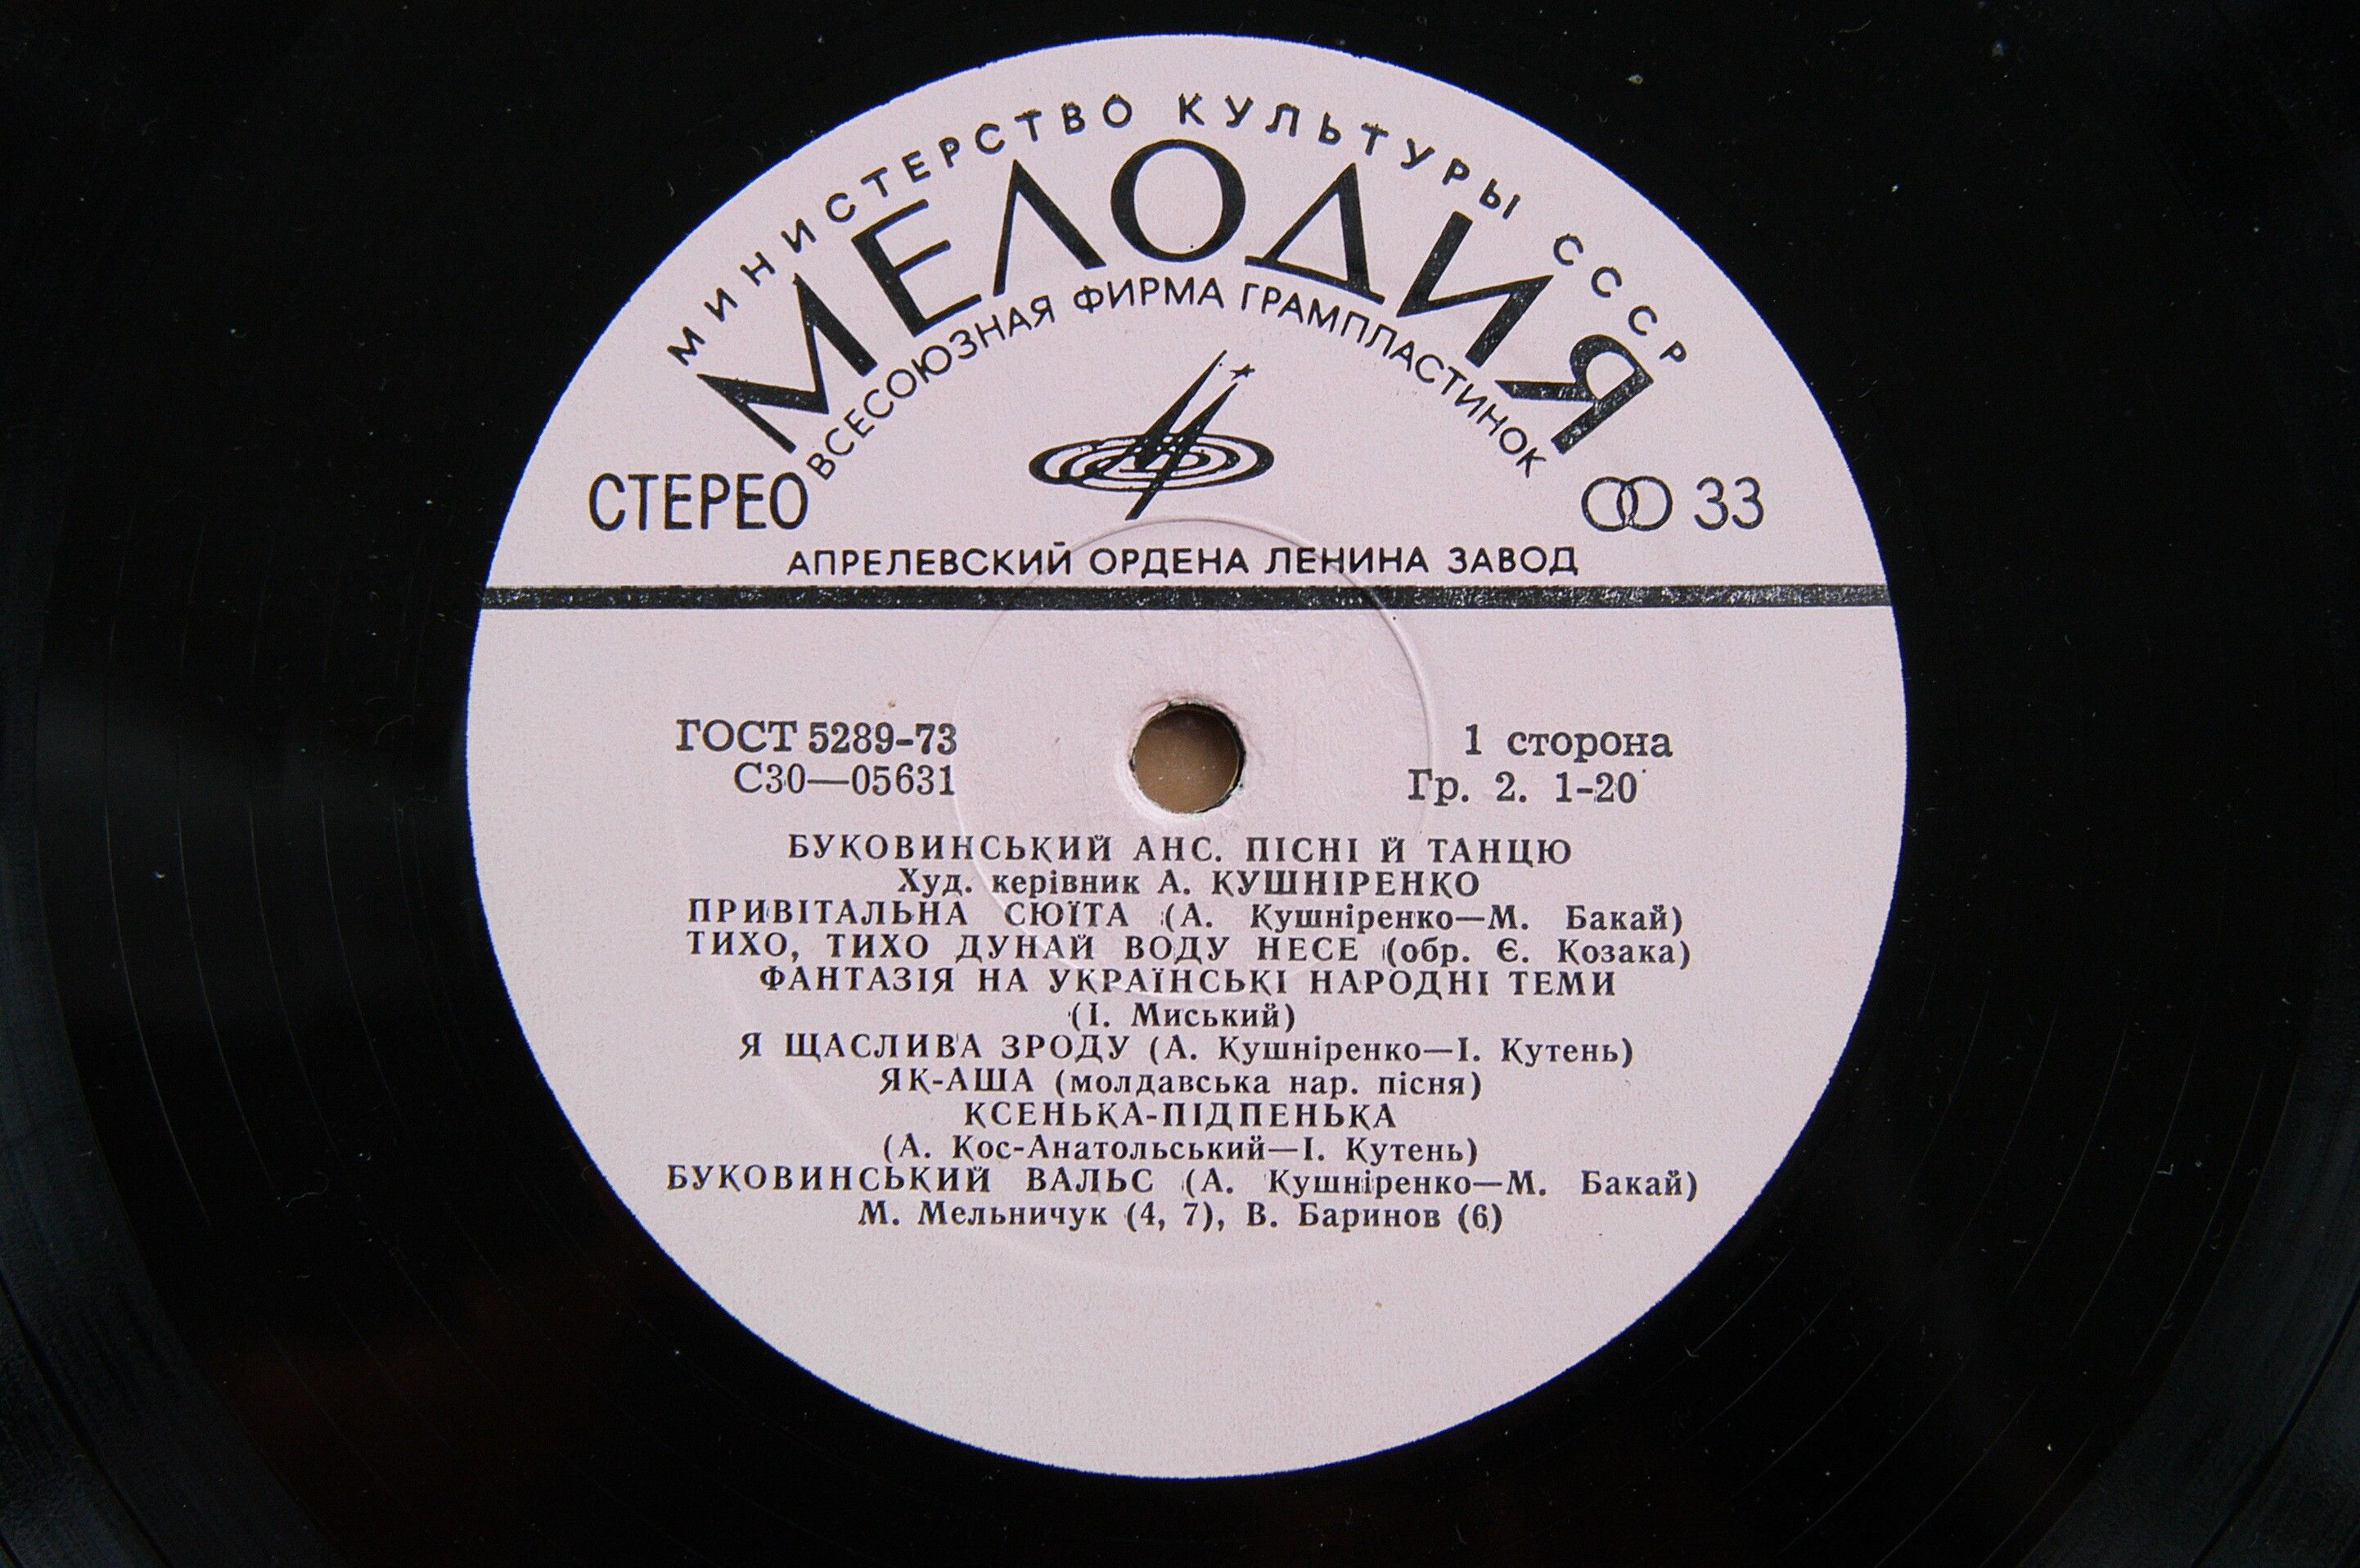 МИНИСТЕРСТВО КУЛЬТУРЫ СССР
МЕЛОДИЯ
ВСЕСОЮЗНАЯ ФИРМА ГРАМПЛАСТИНОК
СТЕРЕО
33
АПРЕЛЕВСКИЙ ОРДЕНА ЛЕНИНА ЗАВОД
ГОСТ 5289-73
С30—05631
1 сторона
Гр. 2. 1-20
БУКОВИНСЬКИЙ АНС. ПІСНІ Й ТАНЦЮ
Худ. керівник А. КУШНІРЕНКО
ПРИВІТАЛЬНА СЮЇТА (А. Кушніренко—М. Бакай)
ТИХО, ТИХО ДУНАЙ ВОДУ НЕСЕ (обр. Є. Козака)
ФАНТАЗІЯ НА УКРАЇНСЬКІ НАРОДНІ ТЕМИ
(І. Миський)
Я ЩАСЛИВА ЗРОДУ (А. Кушніренко—І. Кутень)
ЯК-АША (молдавська нар. пісня)
КСЕНЬКА-ПІДПЕНЬКА
(А. Кос-Анатольський—І. Кутень)
БУКОВИНСЬКИЙ ВАЛЬС (А. Кушніренко—М. Бакай)
М. Мельничук (4, 7), В. Баринов (6)